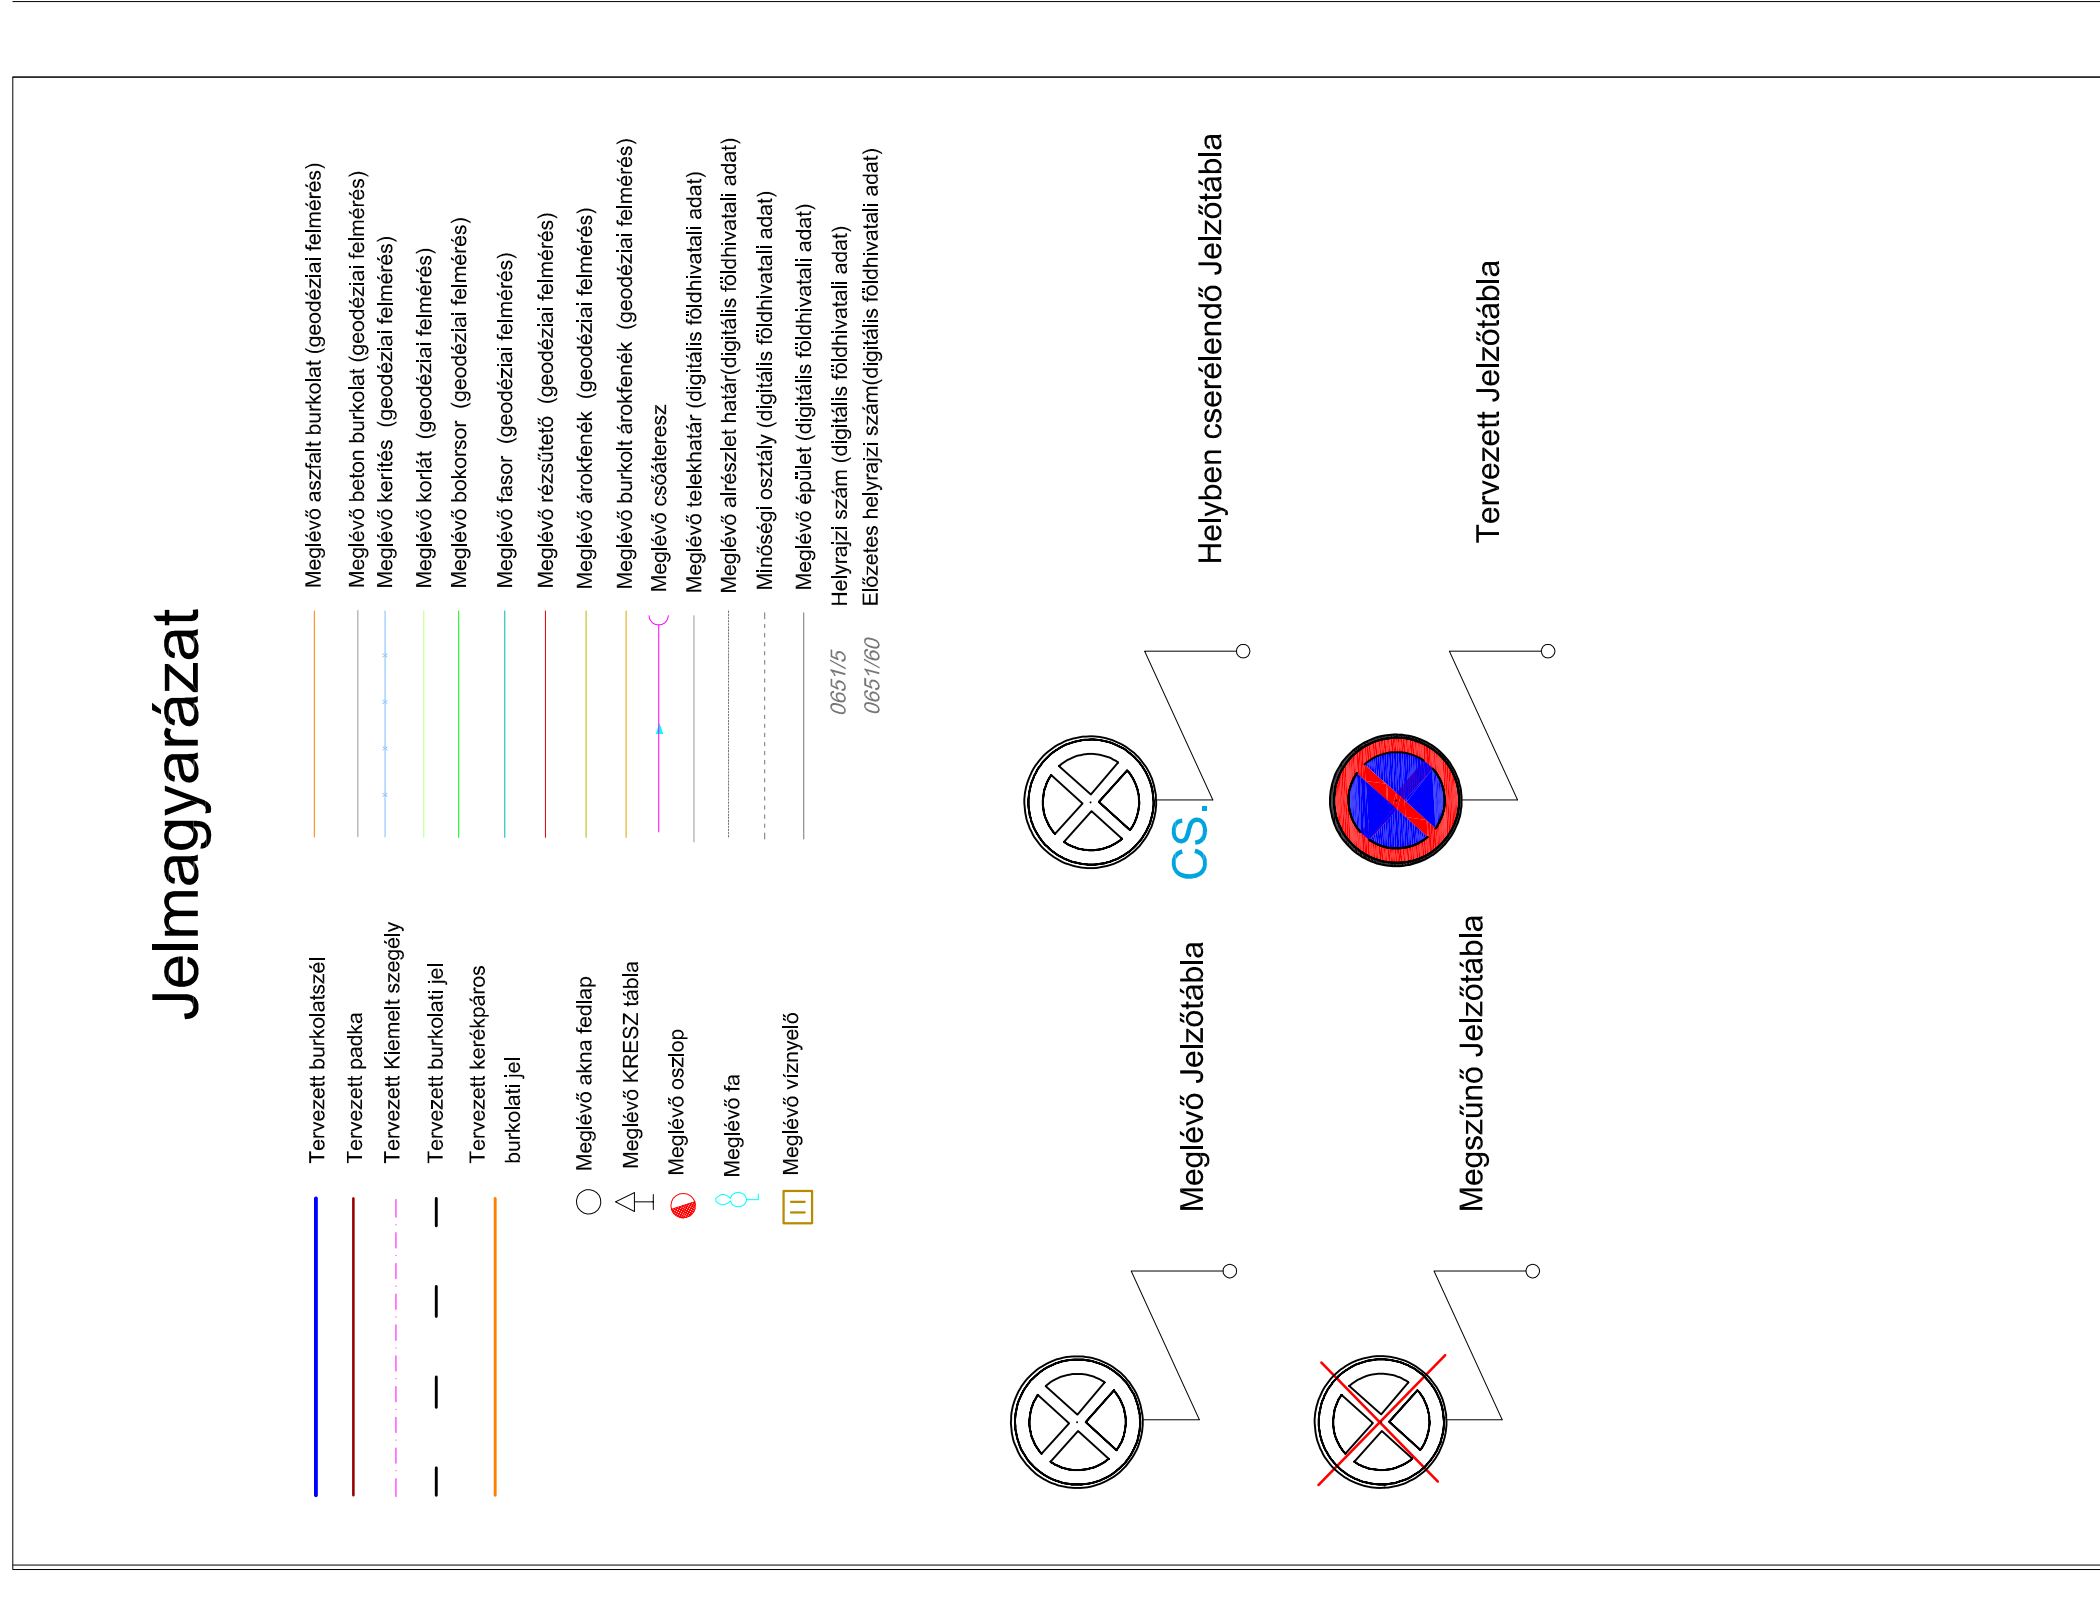 Jelmagyarázat
Tervezett burkolatszél
Tervezett padka
Tervezett Kiemelt szegély
Tervezett burkolati jel
Tervezett kerékpáros
burkolati jel
Meglévő akna fedlap
Meglévő KRESZ tábla
Meglévő oszlop
Meglévő fa
Meglévő víznyelő
Meglévő aszfalt burkolat (geodéziai felmérés)
Meglévő beton burkolat (geodéziai felmérés)
Meglévő kerítés (geodéziai felmérés)
Meglévő korlát (geodéziai felmérés)
Meglévő bokorsor (geodéziai felmérés)
Meglévő fasor (geodéziai felmérés)
Meglévő rézsűtető (geodéziai felmérés)
Meglévő árokfenék (geodéziai felmérés)
Meglévő burkolt árokfenék (geodéziai felmérés)
Meglévő csőáteresz
Meglévő telekhatár (digitális földhivatali adat)
Meglévő alrészlet határ(digitális földhivatali adat)
Minőségi osztály (digitális földhivatali adat)
Meglévő épület (digitális földhivatali adat)
0651/5 Helyrajzi szám (digitális földhivatali adat)
0651/60 Előzetes helyrajzi szám(digitális földhivatali adat)
Meglévő Jelzőtábla
CS.
Helyben cserélendő Jelzőtábla
Megszűnő Jelzőtábla
Tervezett Jelzőtábla